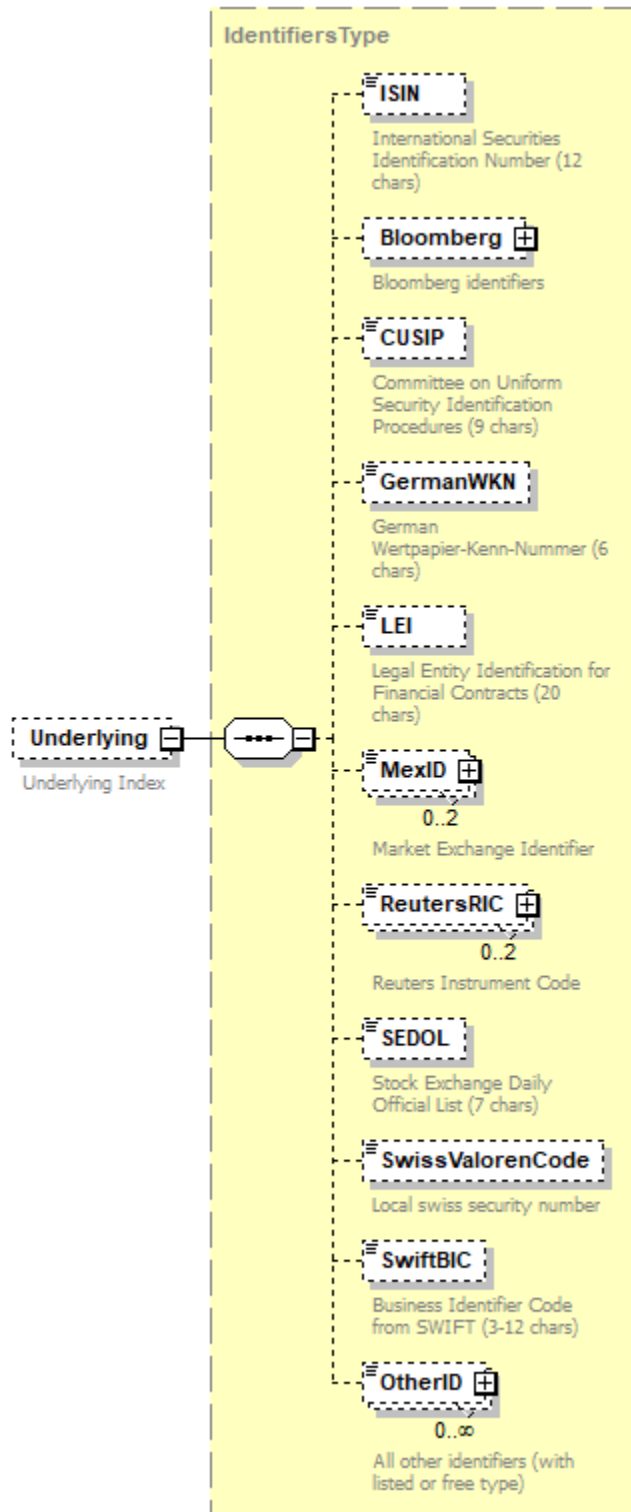 IdentifiersType
ISIN
International Securities
Identification Number (12
chars)
Bloomberg
Bloomberg identifiers
CUSIP
Committee on Uniform
Security Identification
Procedures (9 chars)
GermanWKN
German
Wertpapier-Kenn-Nummer (6
chars)
LEI
Legal Entity Identification for
Financial Contracts (20
chars)
Underlying
Underlying Index
MexID
0..2
Market Exchange Identifier
ReutersRIC
0..2
Reuters Instrument Code
SEDOL
Stock Exchange Daily
Official List (7 chars)
SwissValorenCode
Local swiss security number
SwiftBIC
Business Identifier Code
from SWIFT (3-12 chars)
OtherID
0..∞
All other identifiers (with
listed or free type)